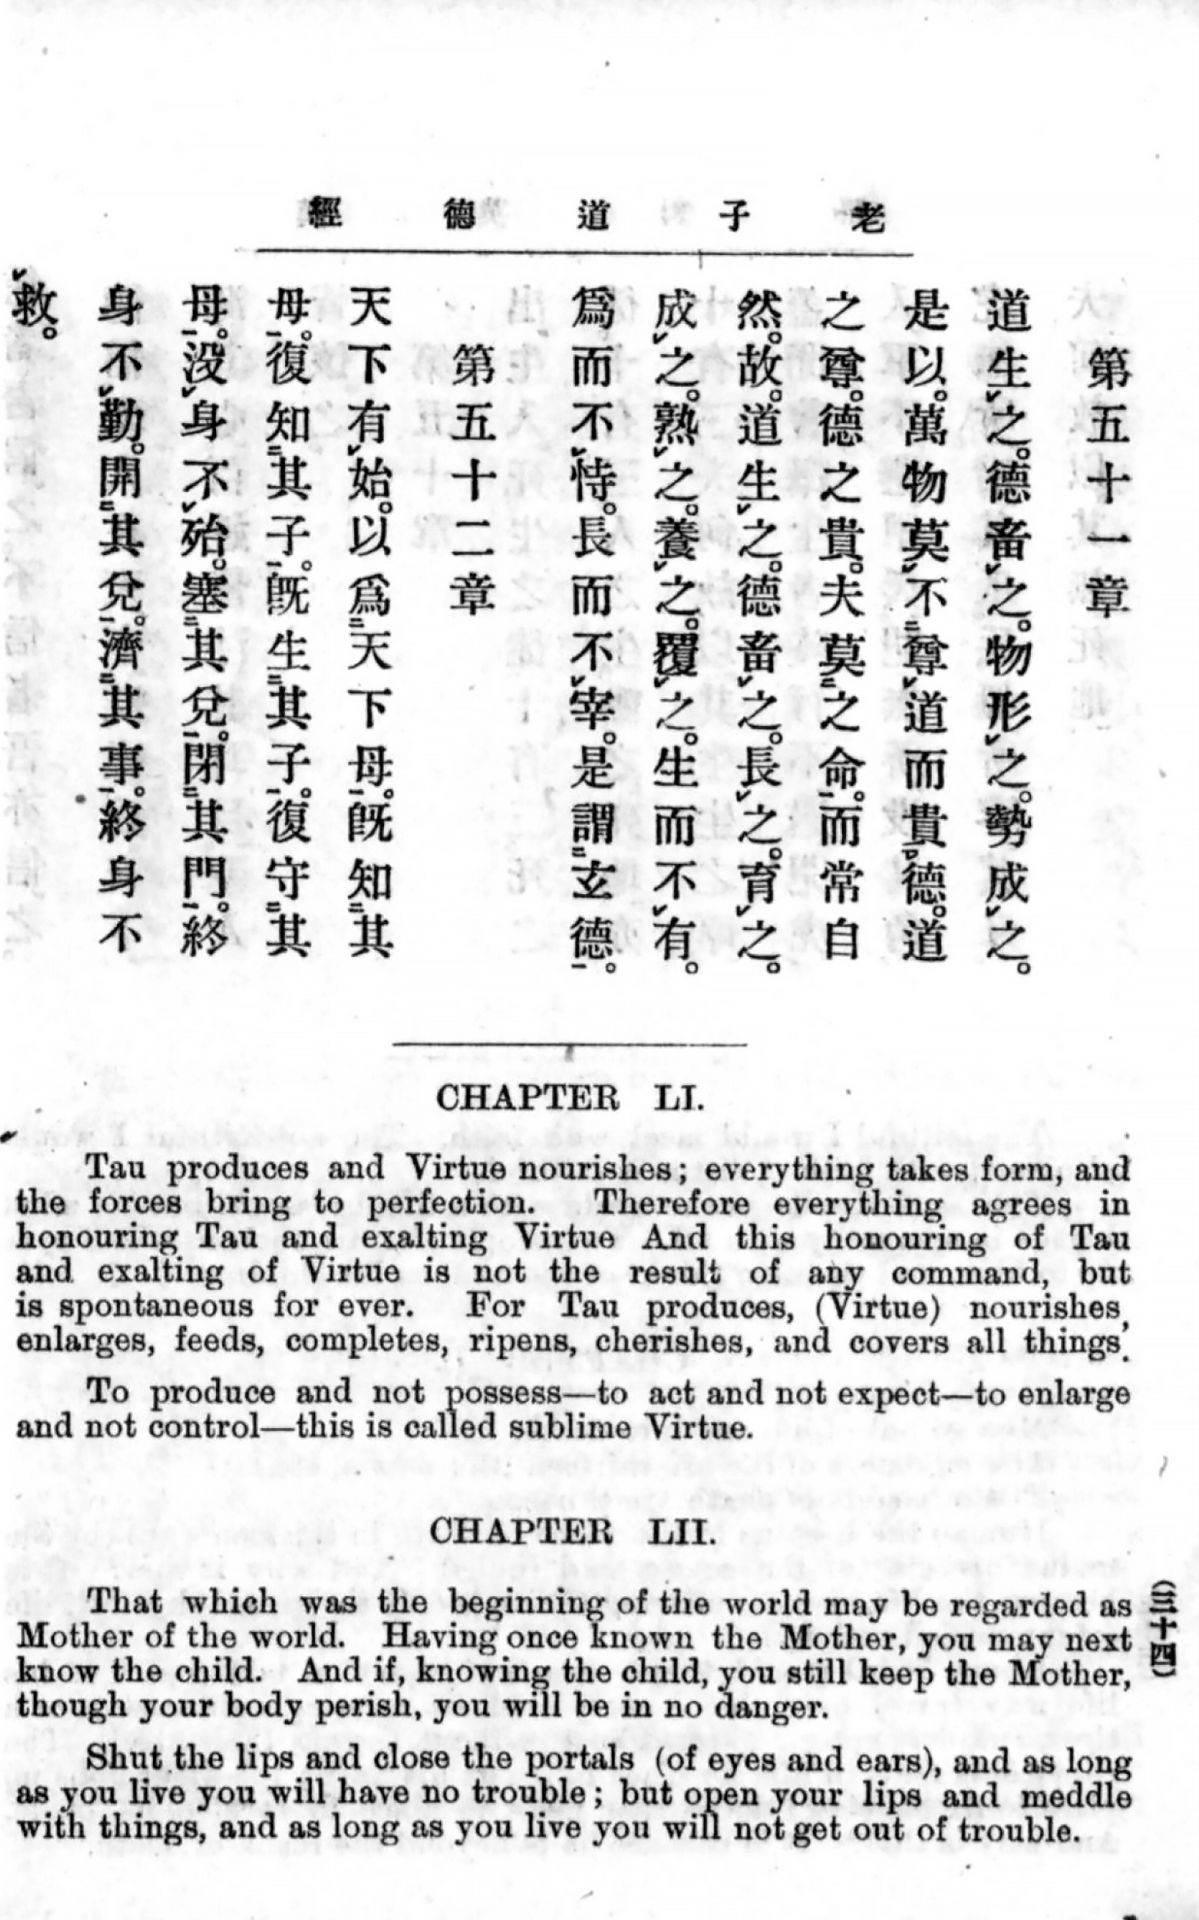 老子道德經
第五十一章
道生之。德畜之。物形之。勢成之。
是以。萬物莫不尊道而貴德。道
之尊。德之貴。夫莫之命。而常自
然。故。道生之。德畜之。長之。育之。
成之。熟之。養之。覆之。生而不有。
爲而不恃。長而不宰。是謂玄德。
第五十二章
天下有始。以爲天下母。旣知其
母。復知其子。旣生其子。復守其
母。沒身不殆。塞其兌。閉其門。終
身不勤。開其兌。濟其事。終身不
救。
CHAPTER LI.
Tau produces and Virtue nourishes; everything takes form, and
the forces bring to perfection. Therefore everything agrees in
honouring Tau and exalting Virtue And this honouring of Tau
and exalting of Virtue is not the result of any command, but
is spontaneous for ever. For Tau produces, (Virtue) nourishes,
enlarges, feeds, completes, ripens, cherishes, and covers all things.
To produce and not possess—to act and not expect—to enlarge
and not control—this is called sublime Virtue.
CHAPTER LII.
That which was the beginning of the world may be regarded as
Mother of the world. Having once known the Mother, you may next
know the child. And if, knowing the child, you still keep the Mother,
though your body perish, you will be in no danger.
Shut the lips and close the portals (of eyes and ears), and as long
as you live you will have no trouble; but open your lips and meddle
with things, and as long as you live you will not get out of trouble.
(三十四)